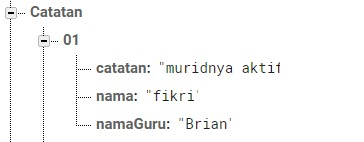 Catatan
01
catatan: "muridnya aktif
nama: "fikri"
namaGuru: "Brian"